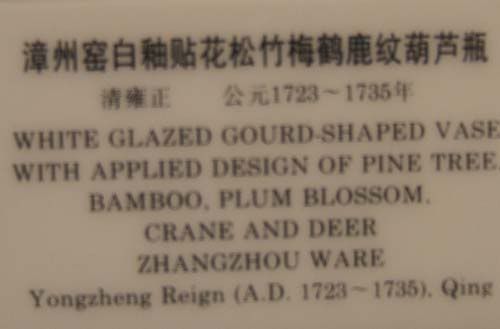 漳州窑白釉贴花松竹梅鹤鹿纹葫芦瓶
清雍正 公元1723~1735年
WHITE GLAZED GOURD-SHAPED VASE
WITH APPLIED DESIGN OF PINE TREE,
BAMBOO, PLUM BLOSSOM,
CRANE AND DEER
ZHANGZHOU WARE
Yongzheng Reign (A.D. 1723~1735), Qing